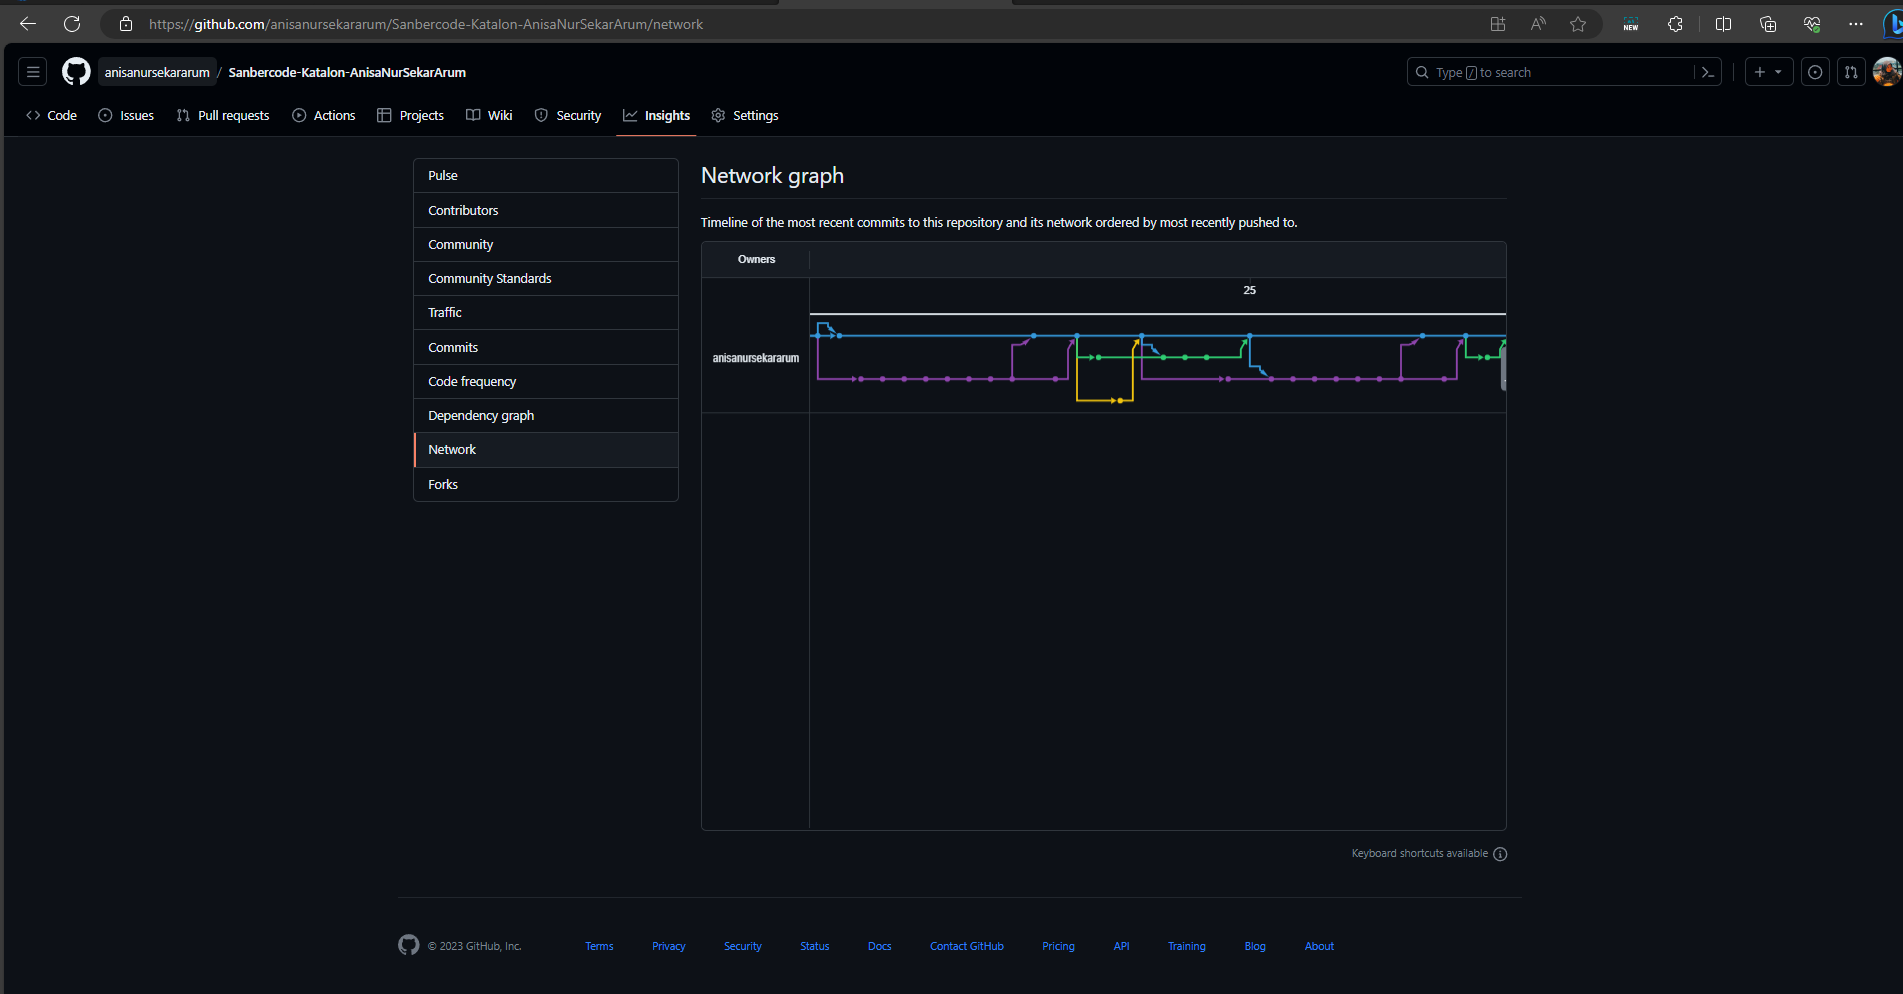 https://github.com/anisanursekararum/Sanbercode-Katalon-AnisaNurSekarArum/network
NEW
anisanursekararum / Sanbercode-Katalon-AnisaNurSekarArum
Type / to search
Code Issues Pull requests Actions Projects Wiki Security Insights Settings
Pulse
Contributors
Community
Community Standards
Traffic
Commits
Code frequency
Dependency graph
Network
Forks
Network graph
Timeline of the most recent commits to this repository and its network ordered by most recently pushed to.
Owners
25
anisanursekararum
Keyboard shortcuts available
© 2023 GitHub, Inc. Terms Privacy Security Status Docs Contact GitHub Pricing API Training Blog About